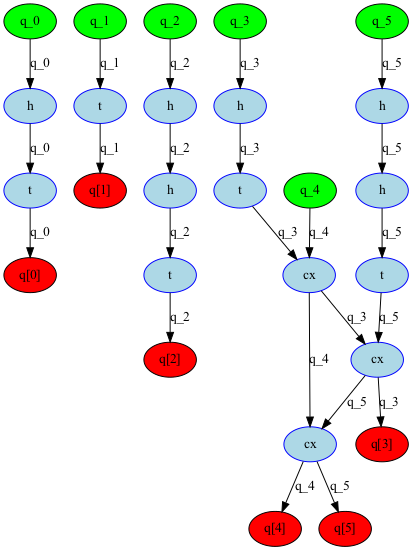 q_0 q_1 q_2 q_3 q_5
q_0 q_1 q_2 q_3 q_5
h t h h h
q_0 q_1 q_2 q_3 q_5
t q[1] h t q_4 h
q_0 q_2 q_3 q_4 q_5
q[0] t cx t
q_2 q_3 q_5
q[2] q_4 cx
q_5 q_3
cx q[3]
q_4 q_5
q[4] q[5]